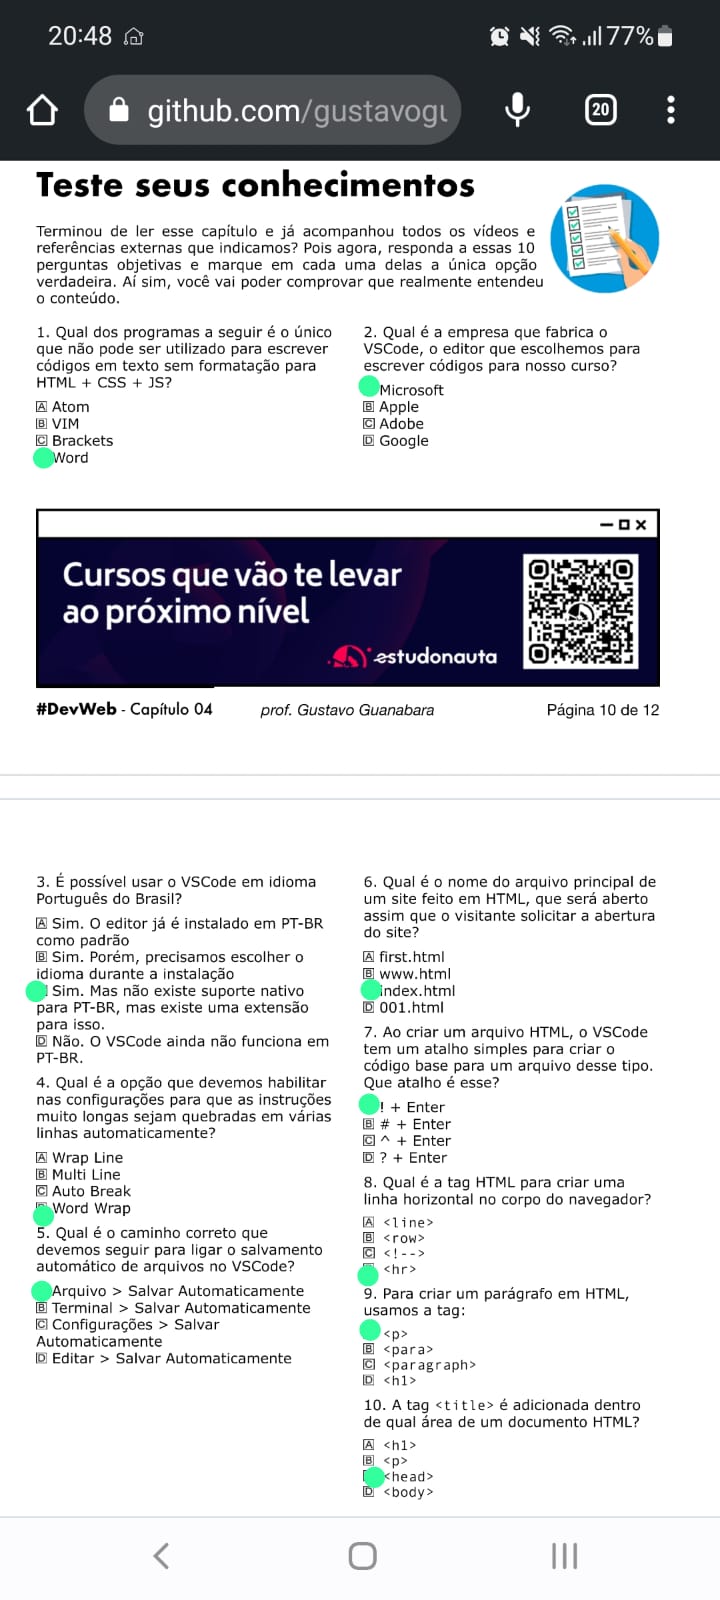 20:48
77%
github.com/gustavogu
20
Teste seus conhecimentos
Terminou de ler esse capítulo e já acompanhou todos os vídeos e
referências externas que indicamos? Pois agora, responda a essas 10
perguntas objetivas e marque em cada uma delas a única opção
verdadeira. Aí sim, você vai poder comprovar que realmente entendeu
o conteúdo.
1. Qual dos programas a seguir é o único
que não pode ser utilizado para escrever
códigos em texto sem formatação para
HTML + CSS + JS?
A Atom
B VIM
C Brackets
Word
2. Qual é a empresa que fabrica o
VSCode, o editor que escolhemos para
escrever códigos para nosso curso?
Microsoft
B Apple
C Adobe
D Google
Cursos que vão te levar
ao próximo nível
estudonauta
#DevWeb - Capítulo 04 prof. Gustavo Guanabara Página 10 de 12
3. É possível usar o VSCode em idioma
Português do Brasil?
A Sim. O editor já é instalado em PT-BR
como padrão
B Sim. Porém, precisamos escolher o
idioma durante a instalação
Sim. Mas não existe suporte nativo
para PT-BR, mas existe uma extensão
para isso.
D Não. O VSCode ainda não funciona em
PT-BR.
4. Qual é a opção que devemos habilitar
nas configurações para que as instruções
muito longas sejam quebradas em várias
linhas automaticamente?
A Wrap Line
B Multi Line
C Auto Break
Word Wrap
5. Qual é o caminho correto que
devemos seguir para ligar o salvamento
automático de arquivos no VSCode?
Arquivo > Salvar Automaticamente
B Terminal > Salvar Automaticamente
C Configurações > Salvar
Automaticamente
D Editar > Salvar Automaticamente
6. Qual é o nome do arquivo principal de
um site feito em HTML, que será aberto
assim que o visitante solicitar a abertura
do site?
A first.html
B www.html
index.html
D 001.html
7. Ao criar um arquivo HTML, o VSCode
tem um atalho simples para criar o
código base para um arquivo desse tipo.
Que atalho é esse?
! + Enter
B # + Enter
C ^ + Enter
D ? + Enter
8. Qual é a tag HTML para criar uma
linha horizontal no corpo do navegador?
A <line>
B <row>
C <!-->
<hr>
9. Para criar um parágrafo em HTML,
usamos a tag:
<p>
B <para>
C <paragraph>
D <h1>
10. A tag <title> é adicionada dentro
de qual área de um documento HTML?
A <h1>
B <p>
<head>
D <body>